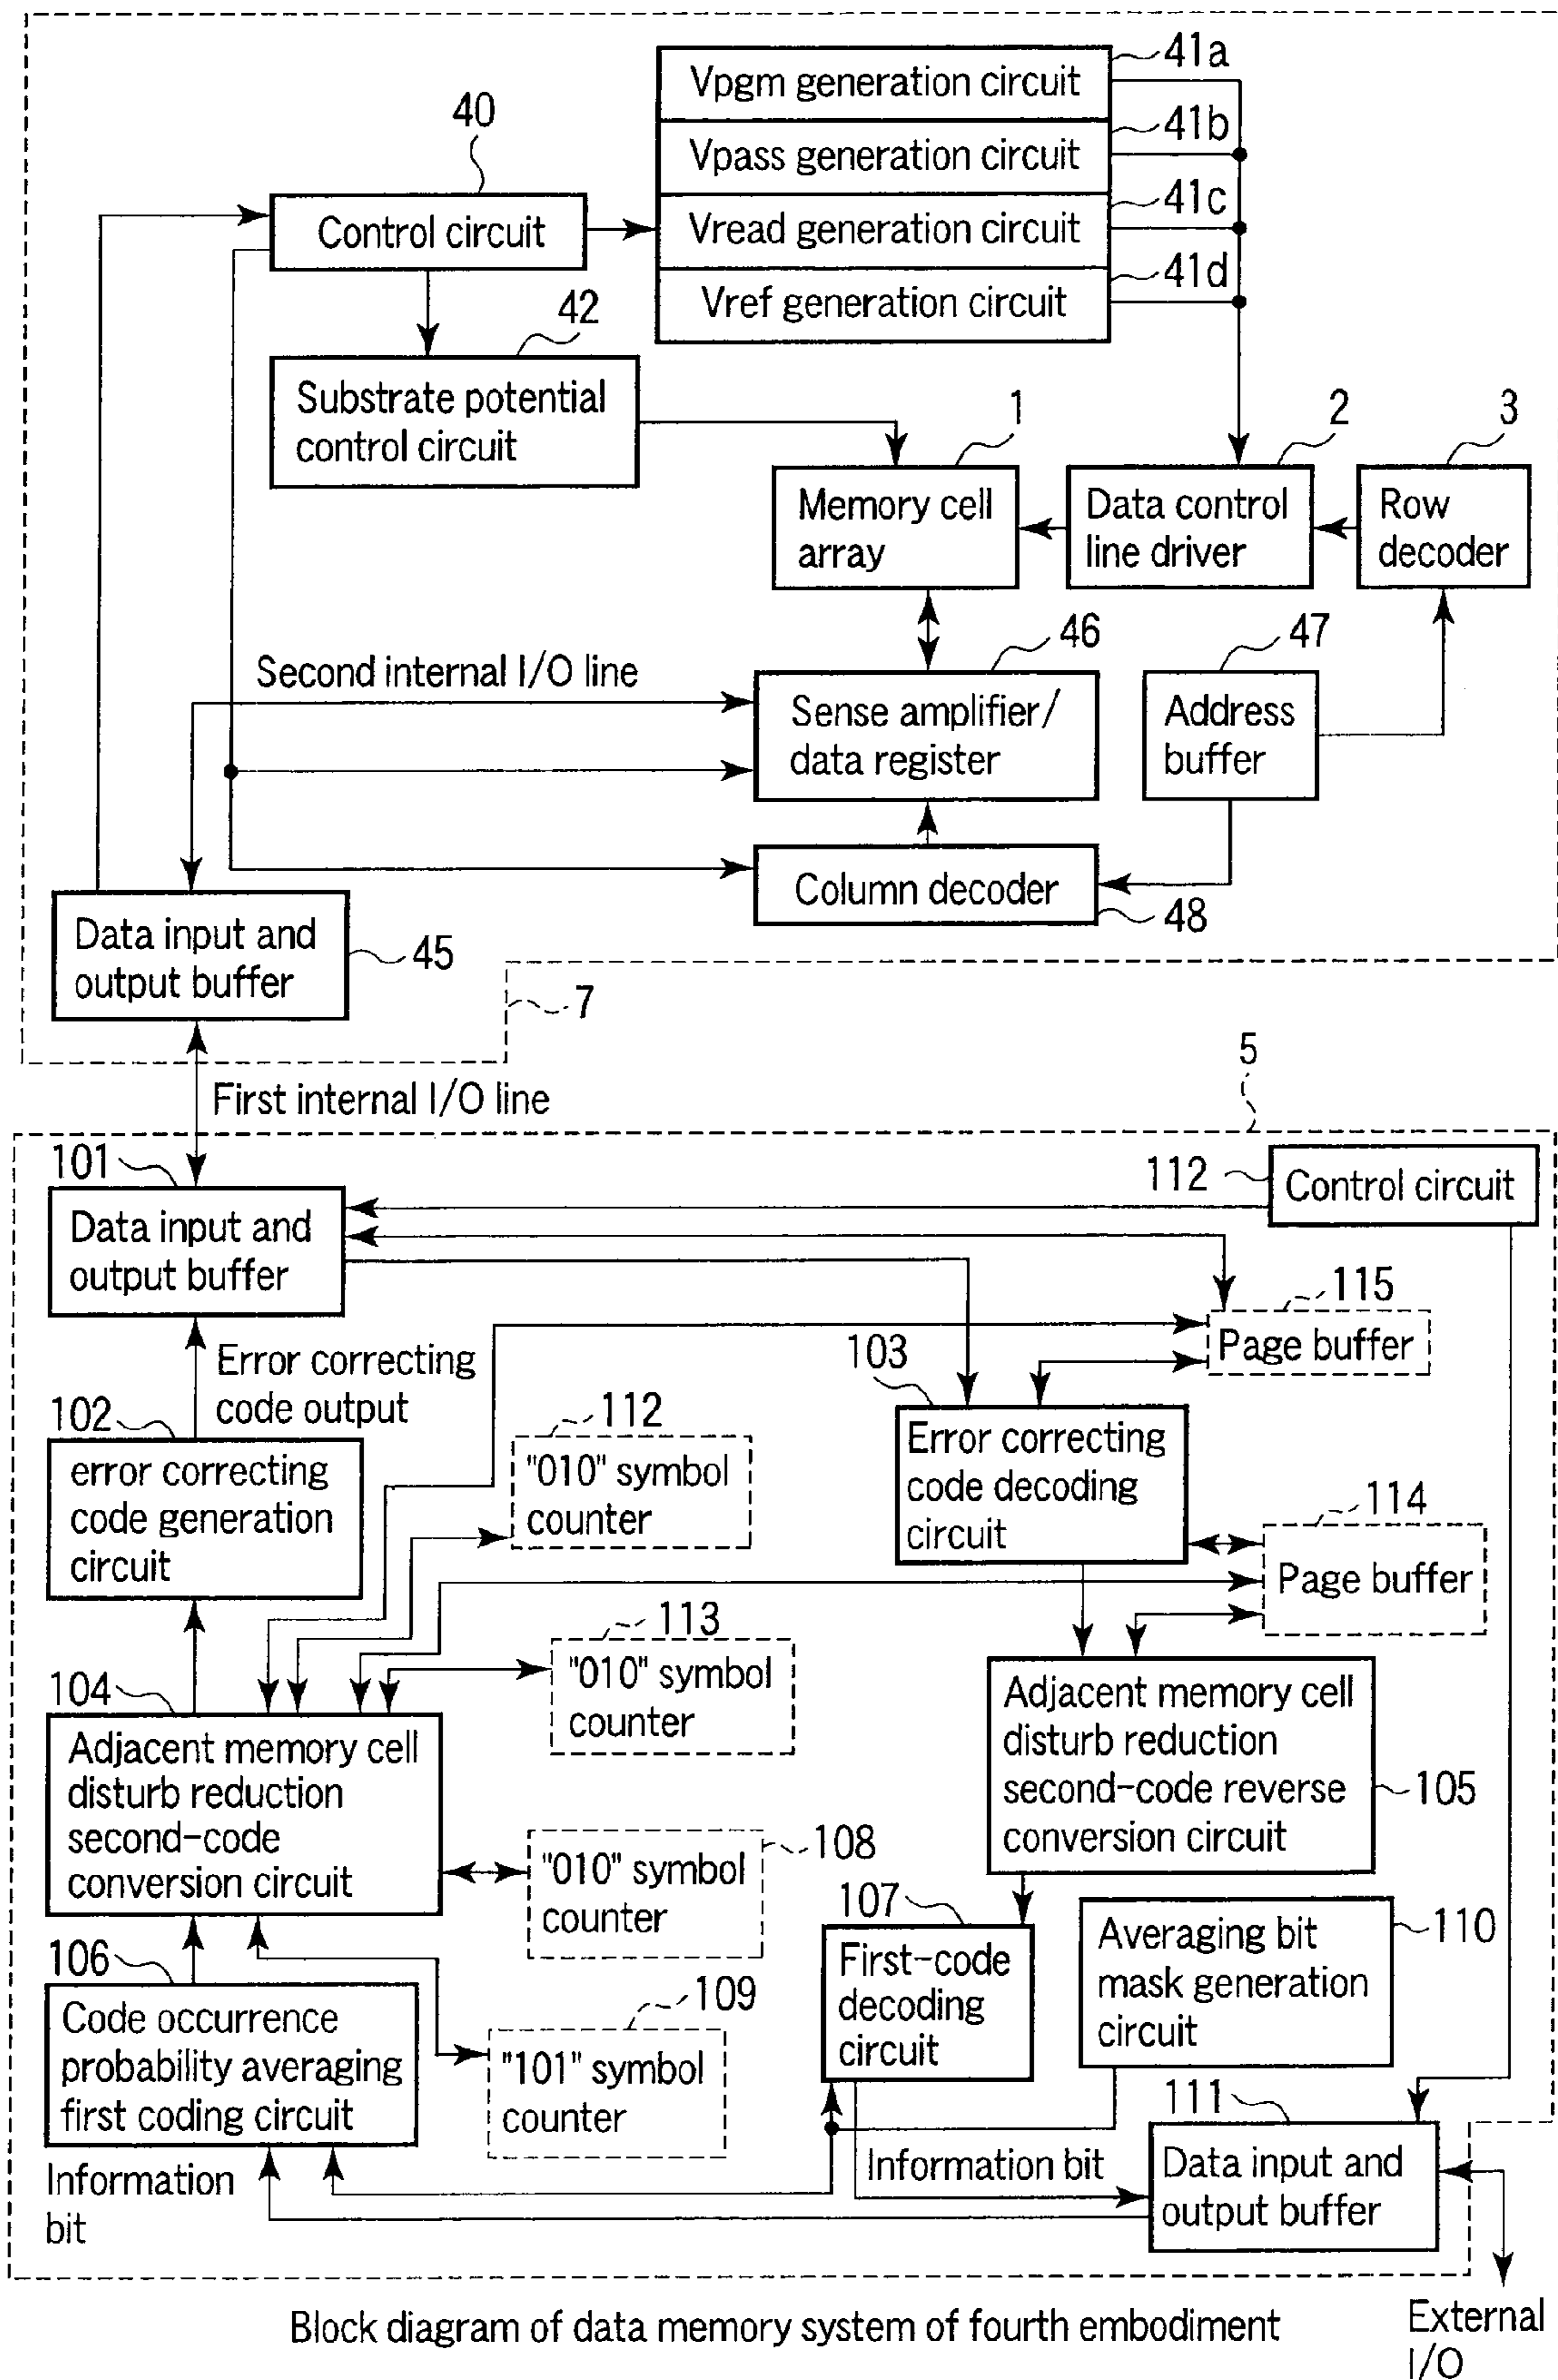 41a
Vpgm generation circuit
40
41b
Vpass generation circuit
41c
Control circuit
Vread generation circuit
41d
42
Vref generation circuit
Substrate potential
control circuit
1
2
3
Memory cell
array
Data control
line driver
Row
decoder
46
47
Second internal I/O line
Sense amplifier/
data register
Address
buffer
Column decoder
48
Data input and
output buffer
45
7
5
First internal I/O line
101
112
Control circuit
Data input and
output buffer
115
Page buffer
Error correcting
code output
103
102
112
error correcting
code generation
circuit
"010" symbol
counter
Error correcting
code decoding
circuit
114
Page buffer
113
"010" symbol
counter
104
Adjacent memory cell
disturb reduction
second-code
conversion circuit
Adjacent memory cell
disturb reduction
second-code reverse
conversion circuit
105
108
"010" symbol
counter
107
106
109
First-code
decoding
circuit
Averaging bit
mask generation
circuit
110
Code occurrence
probability averaging
first coding circuit
"101" symbol
counter
111
Information
bit
Information bit
Data input and
output buffer
Block diagram of data memory system of fourth embodiment
External
I/O